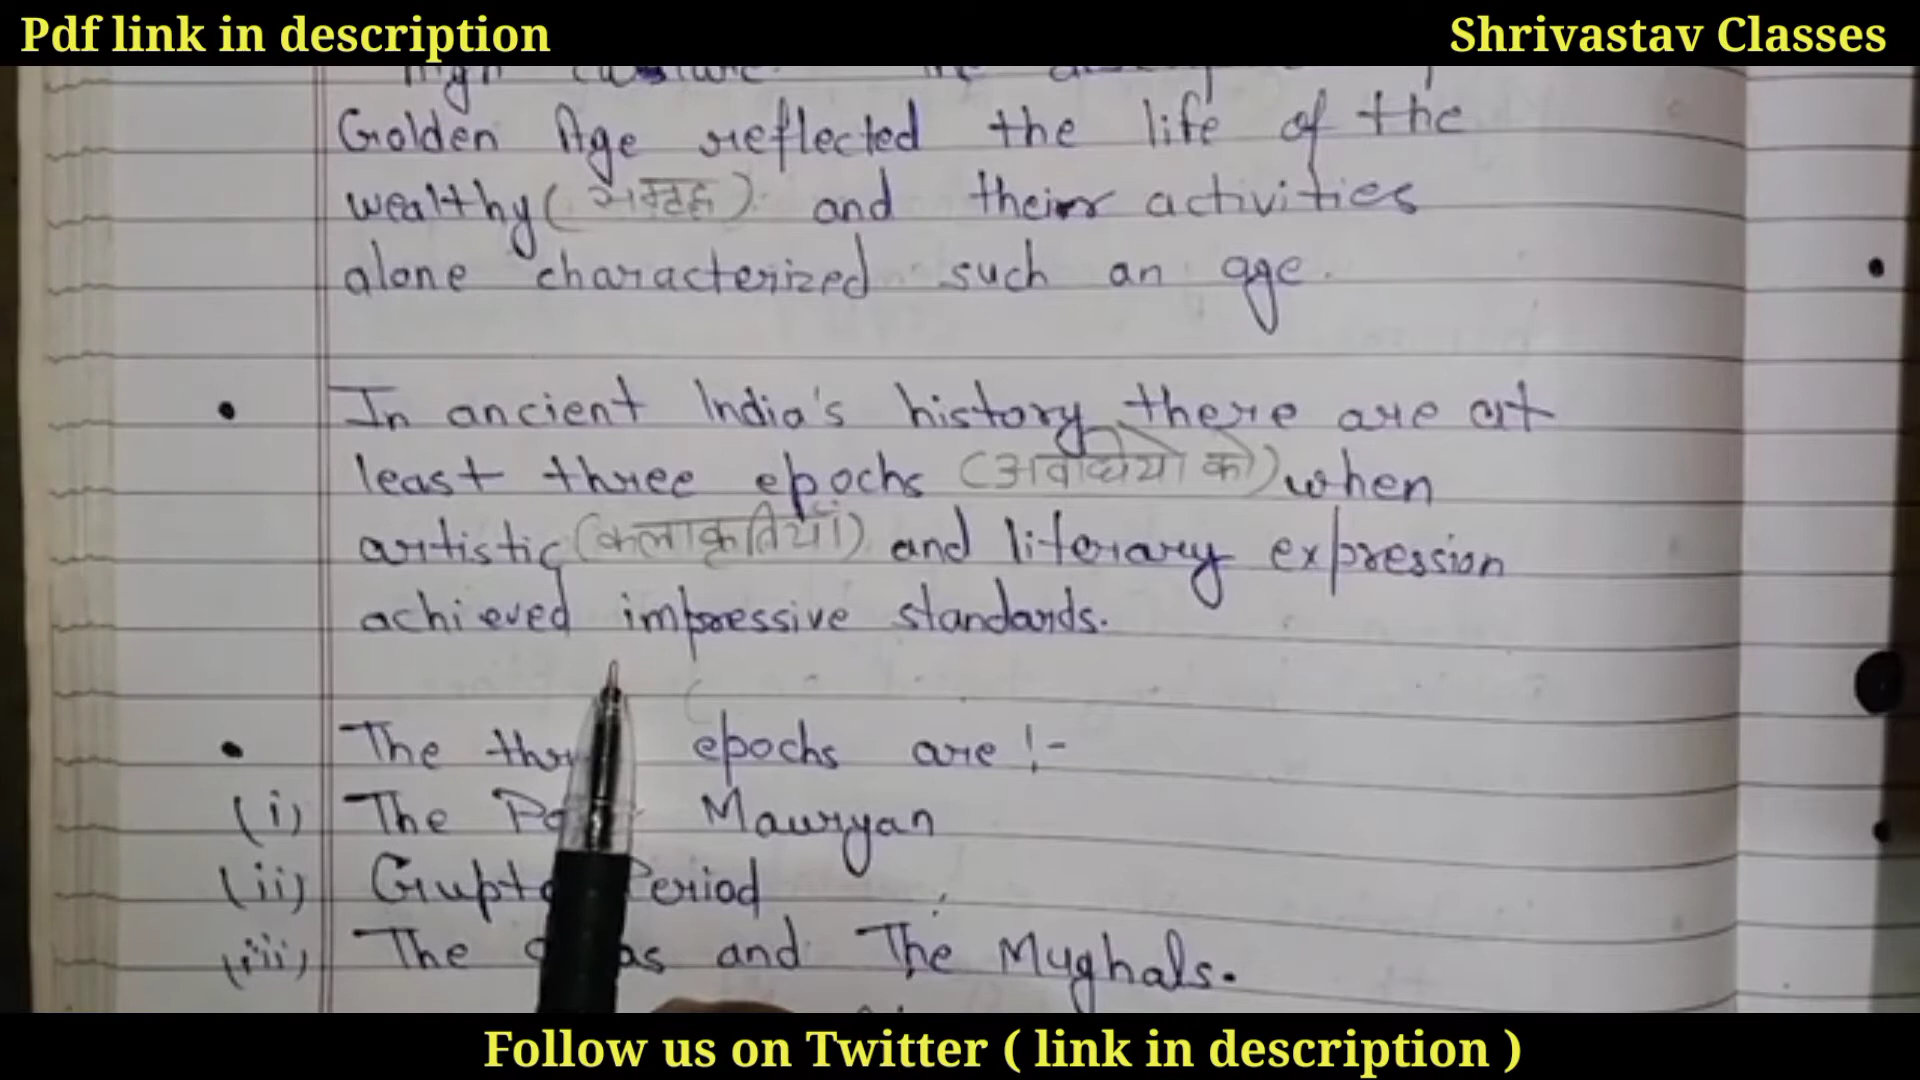 Pdf link in description
Shrivastav Classes
Golden Age reflected the life of the
wealthy ( ) and their activities
alone characterized such an age.
• In ancient India's history there are at
least three epochs (अवधियो को) when
artistic (कलाकृतियाँ) and literary expression
achieved impressive standards.
• The epochs are :-
(i) The Mauryan
(ii) Gupta Period
(iii) The and The Mughals.
Follow us on Twitter ( link in description )